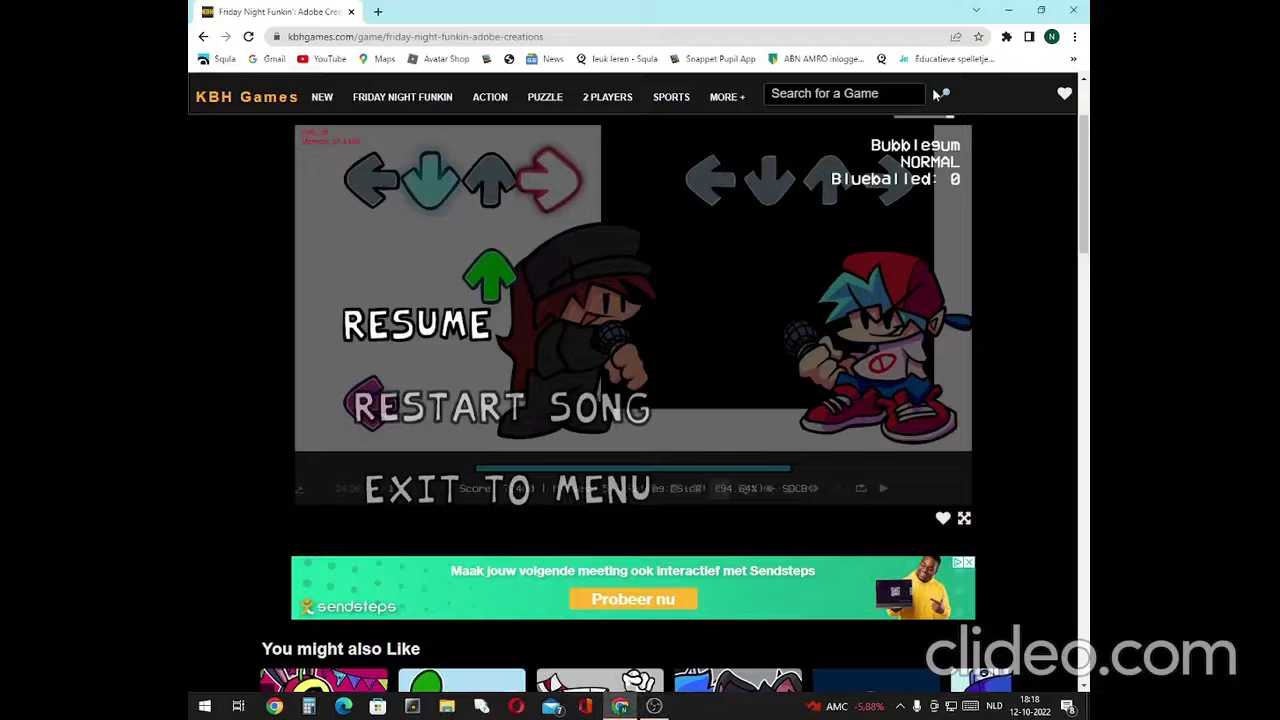 Friday Night Funkin': Adobe Crea
kbhgames.com/game/friday-night-funkin-adobe-creations
N
Squla Gmail YouTube Maps Avatar Shop News leuk leren – Squla Snappet Pupil App ABN AMRO inlogge... Educatieve spelletje... »
KBH Games NEW FRIDAY NIGHT FUNKIN ACTION PUZZLE 2 PLAYERS SPORTS MORE + Search for a Game
Bubblegum
NORMAL
Blueballed: 0
RESUME
RESTART SONG
EXIT TO MENU
Maak jouw volgende meeting ook interactief met Sendsteps
Probeer nu
sendsteps
You might also Like
clideo.com
AMC -5,88% NLD 18:18
12-10-2022